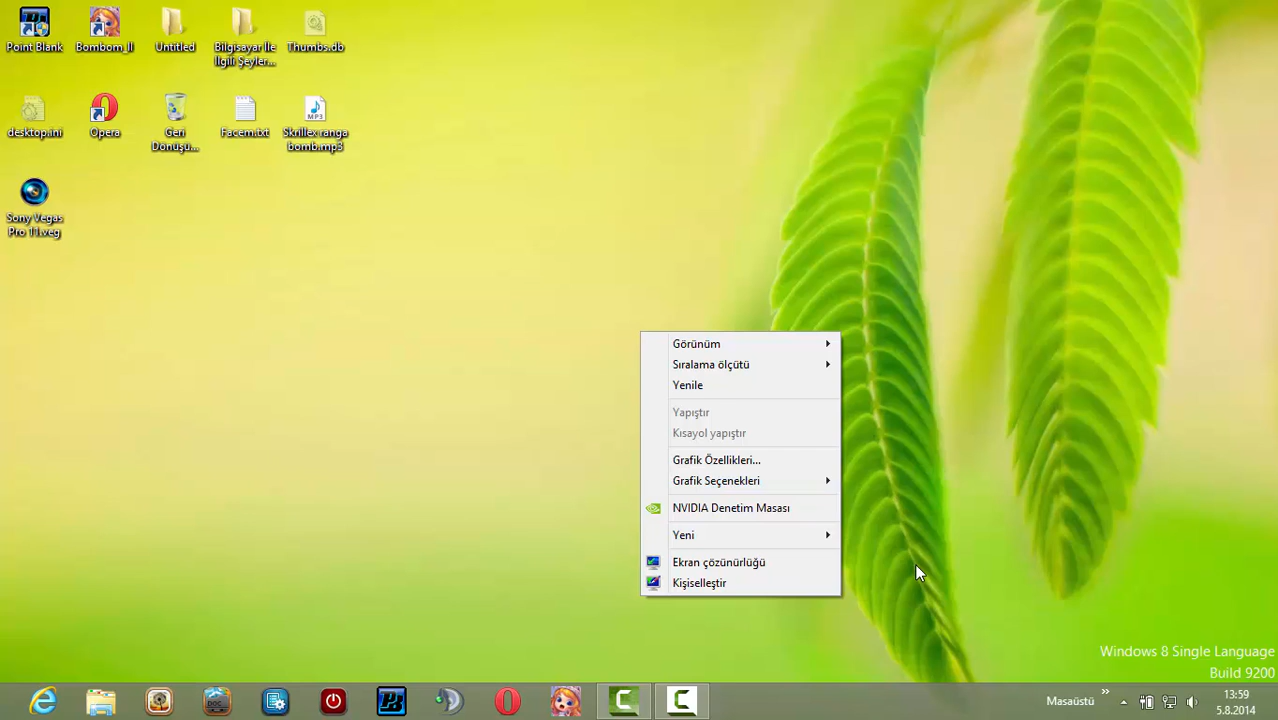 Point Blank
Bombom_II
Untitled
Bilgisayar İle
İlgili Şeyler...
Thumbs.db
desktop.ini
Opera
Geri
Dönüşü...
Facem.txt
MP3
Skrillex ranga
bomb.mp3
Sony Vegas
Pro 11.veg
Görünüm
Sıralama ölçütü
Yenile
Yapıştır
Kısayol yapıştır
Grafik Özellikleri...
Grafik Seçenekleri
NVIDIA Denetim Masası
Yeni
Ekran çözünürlüğü
Kişiselleştir
Windows 8 Single Language
Build 9200
DOC
Masaüstü
13:59
5.8.2014